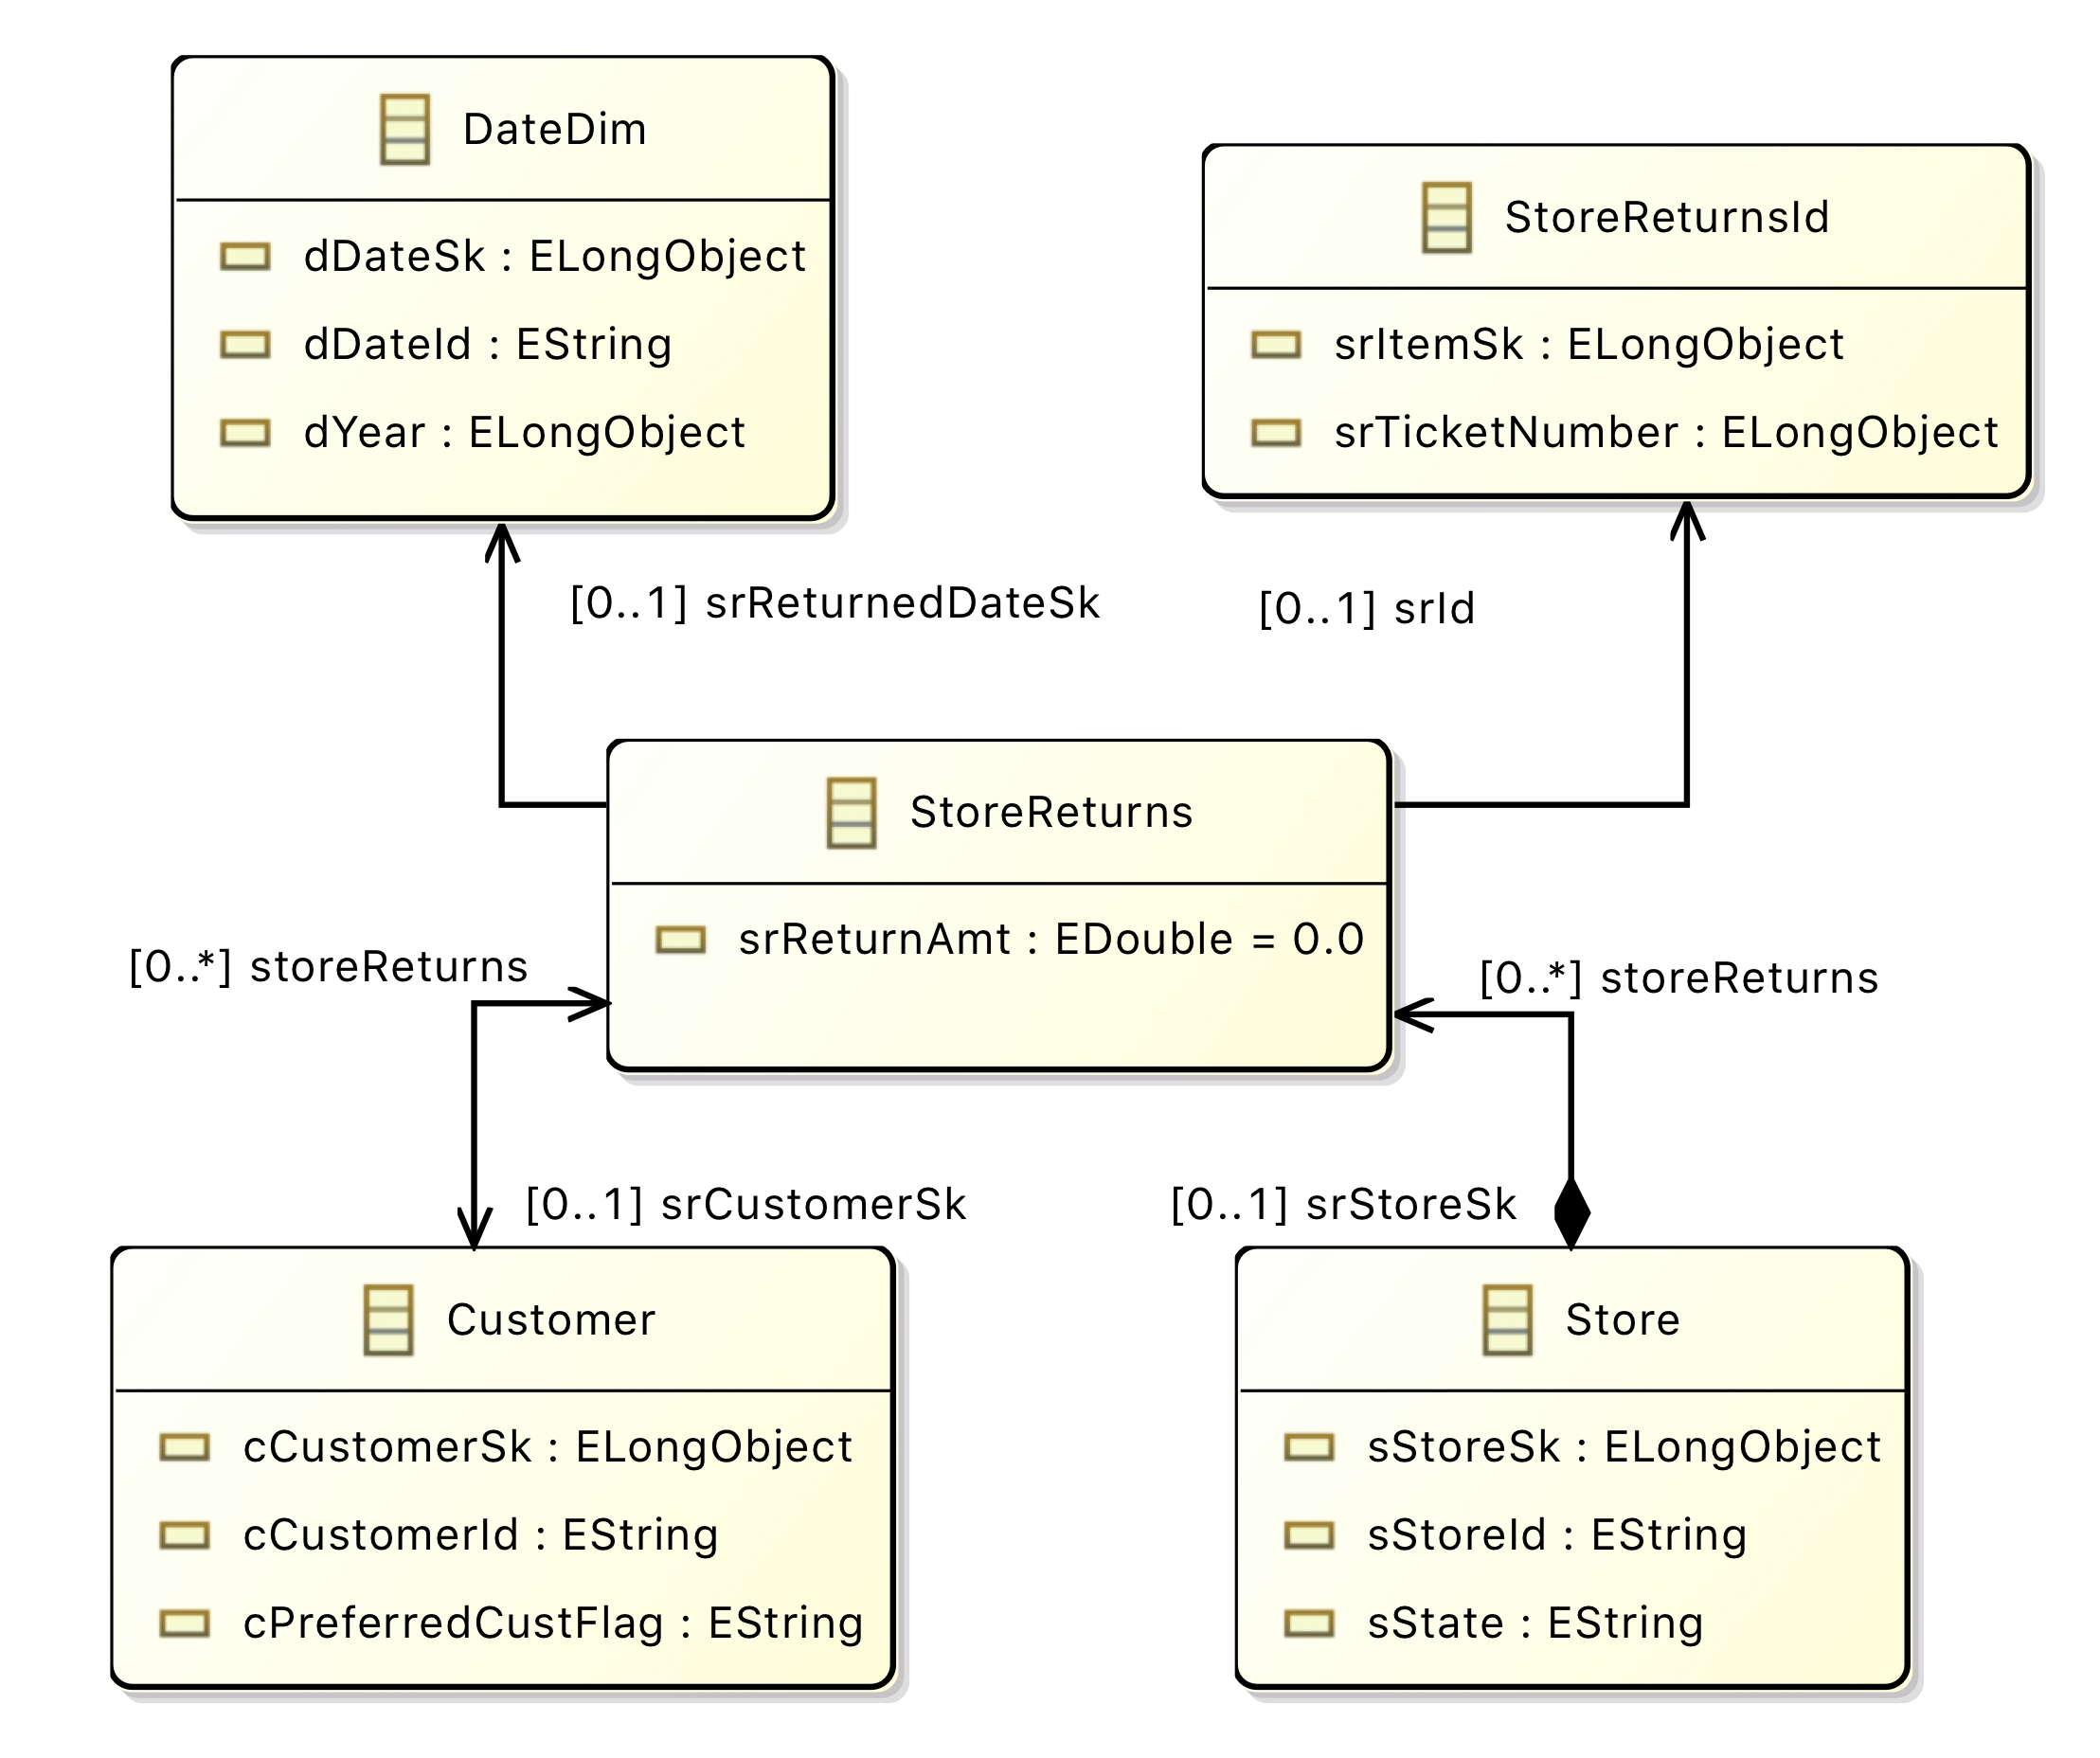 DateDim
dDateSk : ELongObject
dDateId : EString
dYear : ELongObject
StoreReturnsId
srItemSk : ELongObject
srTicketNumber : ELongObject
[0..1] srReturnedDateSk
[0..1] srId
StoreReturns
srReturnAmt : EDouble = 0.0
[0..*] storeReturns
[0..*] storeReturns
[0..1] srCustomerSk
[0..1] srStoreSk
Customer
cCustomerSk : ELongObject
cCustomerId : EString
cPreferredCustFlag : EString
Store
sStoreSk : ELongObject
sStoreId : EString
sState : EString